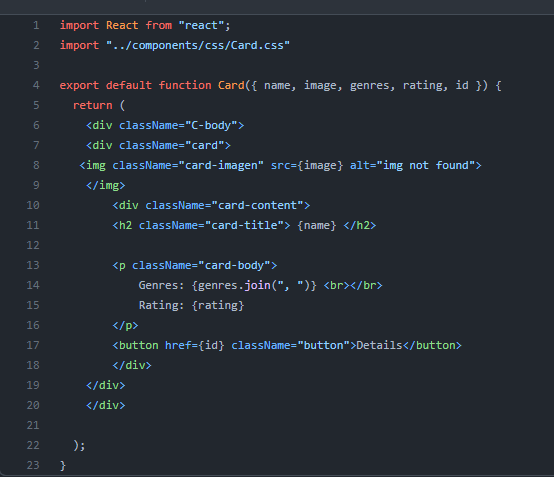 1 import React from "react";
2 import "../components/css/Card.css"
3
4 export default function Card({ name, image, genres, rating, id }) {
5   return (
6     <div className="C-body">
7     <div className="card">
8    <img className="card-imagen" src={image} alt="img not found">
9     </img>
10         <div className="card-content">
11         <h2 className="card-title"> {name} </h2>
12
13         <p className="card-body">
14             Genres: {genres.join(", ")} <br></br>
15             Rating: {rating}
16         </p>
17         <button href={id} className="button">Details</button>
18         </div>
19     </div>
20     </div>
21
22   );
23 }